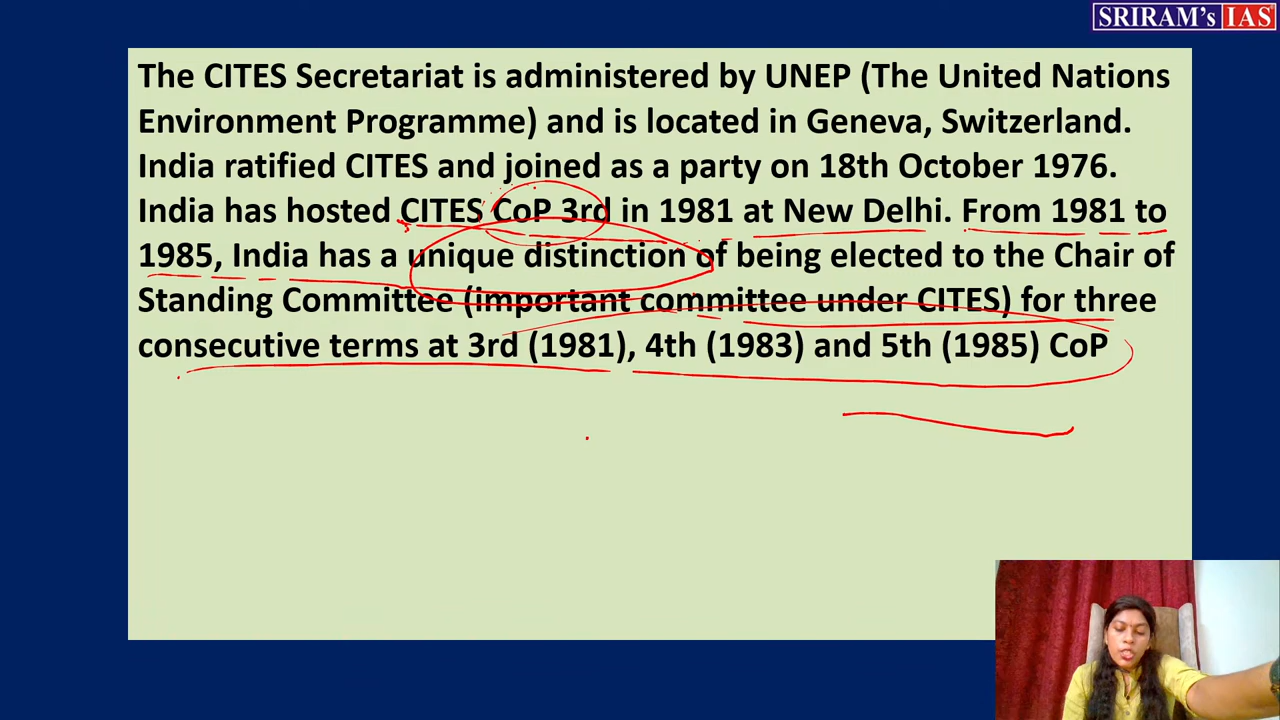 SRIRAM's IAS
The CITES Secretariat is administered by UNEP (The United Nations
Environment Programme) and is located in Geneva, Switzerland.
India ratified CITES and joined as a party on 18th October 1976.
India has hosted CITES CoP 3rd in 1981 at New Delhi. From 1981 to
1985, India has a unique distinction of being elected to the Chair of
Standing Committee (important committee under CITES) for three
consecutive terms at 3rd (1981), 4th (1983) and 5th (1985) CoP